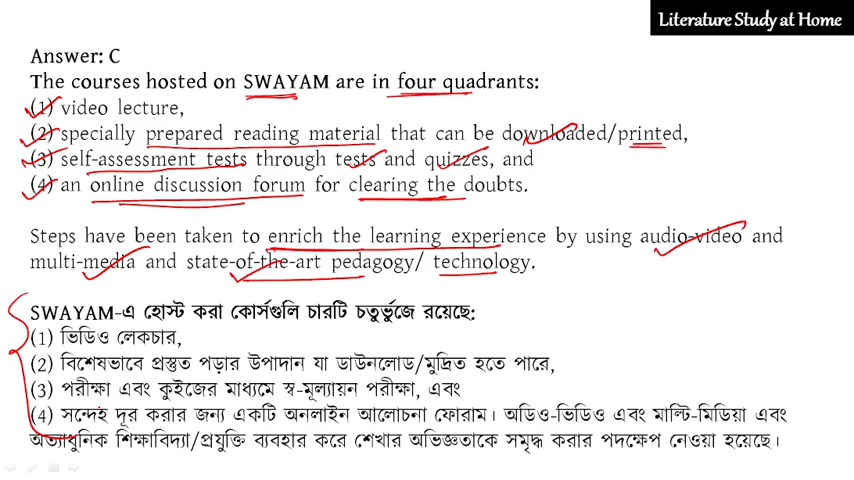 Literature Study at Home
Answer: C
The courses hosted on SWAYAM are in four quadrants:
(1) video lecture,
(2) specially prepared reading material that can be downloaded/printed,
(3) self-assessment tests through tests and quizzes, and
(4) an online discussion forum for clearing the doubts.
Steps have been taken to enrich the learning experience by using audio-video and
multi-media and state-of-the-art pedagogy/ technology.
SWAYAM-এ হোস্ট করা কোর্সগুলি চারটি চতুর্ভুজে রয়েছে:
(1) ভিডিও লেকচার,
(2) বিশেষভাবে প্রস্তুত পড়ার উপাদান যা ডাউনলোড/মুদ্রিত হতে পারে,
(3) পরীক্ষা এবং কুইজের মাধ্যমে স্ব-মূল্যায়ন পরীক্ষা, এবং
(4) সন্দেহ দূর করার জন্য একটি অনলাইন আলোচনা ফোরাম। অডিও-ভিডিও এবং মাল্টি-মিডিয়া এবং
অত্যাধুনিক শিক্ষাবিদ্যা/প্রযুক্তি ব্যবহার করে শেখার অভিজ্ঞতাকে সমৃদ্ধ করার পদক্ষেপ নেওয়া হয়েছে।